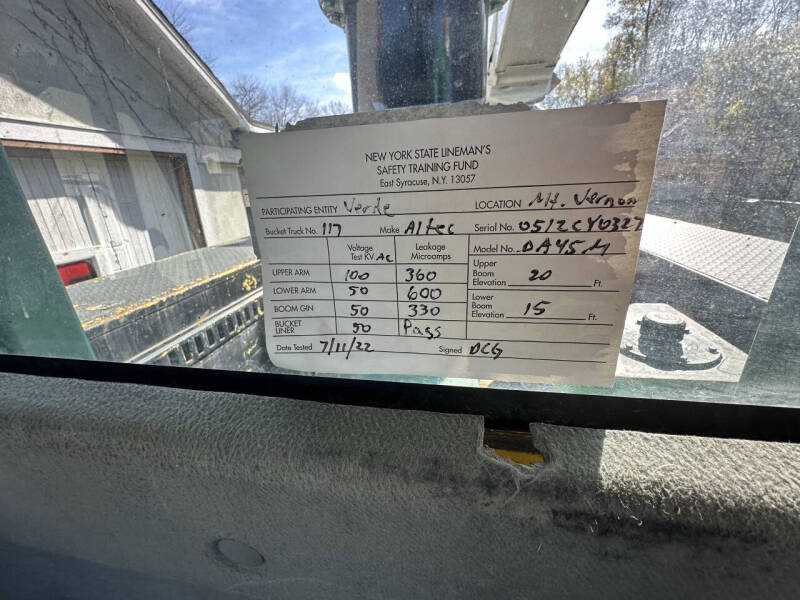 NEW YORK STATE LINEMAN'S
SAFETY TRAINING FUND
East Syracuse, N.Y. 13057
PARTICIPATING ENTITY Verde LOCATION Mt. Vernon
Bucket Truck No. 117 Make Altec Serial No. 0512CY0327
Voltage Test KV AC Leakage Microamps Model No. DA45M
UPPER ARM 100 360 Upper Boom Elevation 20 Ft.
LOWER ARM 50 600
BOOM GIN 50 330 Lower Boom Elevation 15 Ft.
BUCKET LINER 50 Pass
Date Tested 7/11/22 Signed DCG